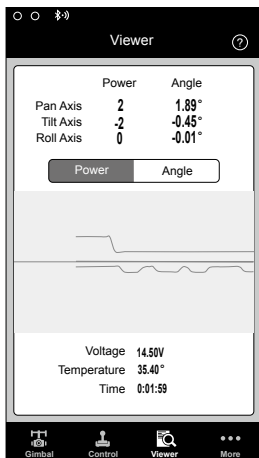 Viewer ?
Power Angle
Pan Axis 2 1.89°
Tilt Axis -2 -0.45°
Roll Axis 0 -0.01°
Power Angle
Voltage 14.50V
Temperature 35.40°
Time 0:01:59
Gimbal Control Viewer More